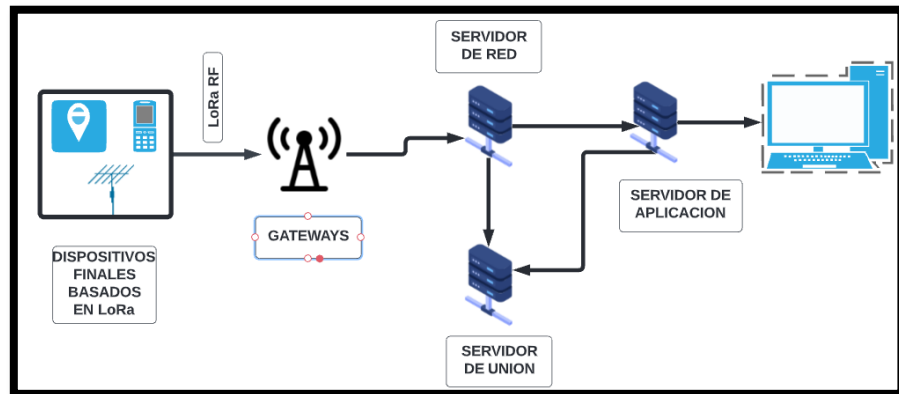 SERVIDOR
DE RED
LoRa RF
GATEWAYS
DISPOSITIVOS
FINALES
BASADOS
EN LoRa
SERVIDOR DE
APLICACION
SERVIDOR
DE UNION